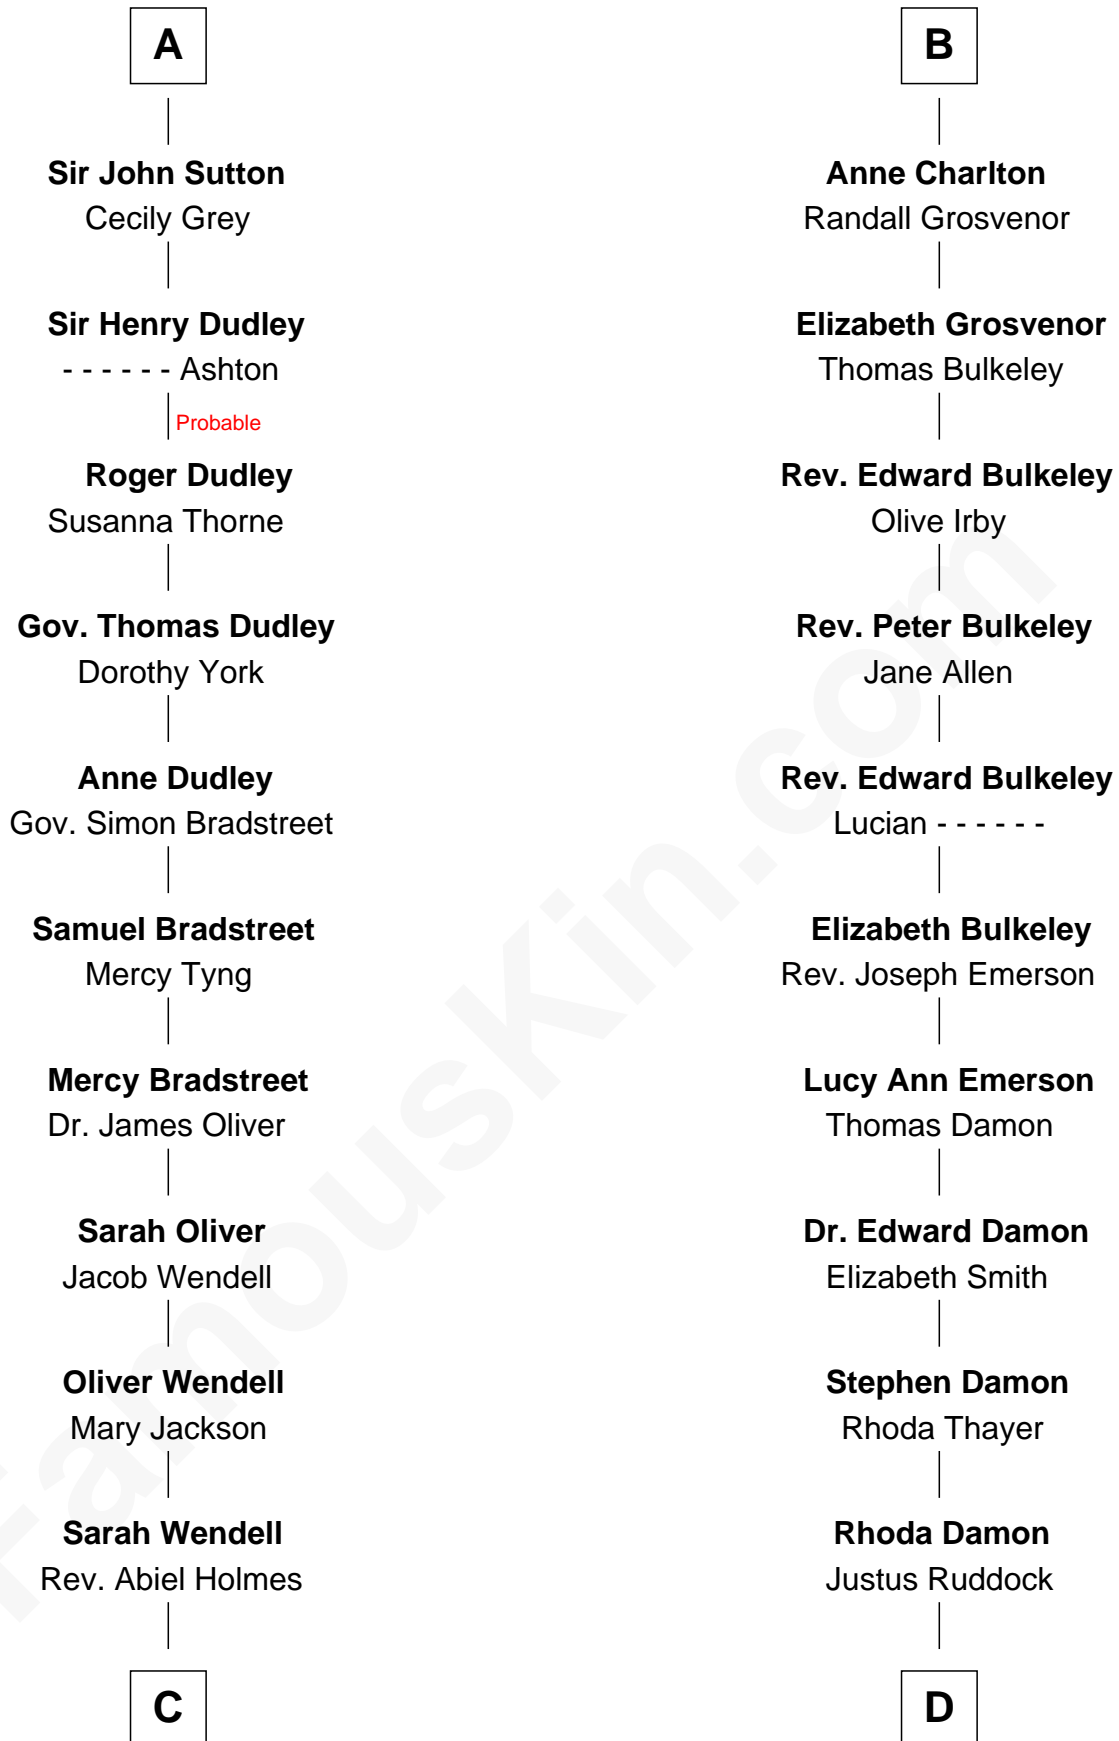 A
Sir John Sutton
Cecily Grey
Sir Henry Dudley
- - - - - - Ashton
Probable
Roger Dudley
Susanna Thorne
Gov. Thomas Dudley
Dorothy York
Anne Dudley
Gov. Simon Bradstreet
Samuel Bradstreet
Mercy Tyng
Mercy Bradstreet
Dr. James Oliver
Sarah Oliver
Jacob Wendell
Oliver Wendell
Mary Jackson
Sarah Wendell
Rev. Abiel Holmes
C
B
Anne Charlton
Randall Grosvenor
Elizabeth Grosvenor
Thomas Bulkeley
Rev. Edward Bulkeley
Olive Irby
Rev. Peter Bulkeley
Jane Allen
Rev. Edward Bulkeley
Lucian - - - - - -
Elizabeth Bulkeley
Rev. Joseph Emerson
Lucy Ann Emerson
Thomas Damon
Dr. Edward Damon
Elizabeth Smith
Stephen Damon
Rhoda Thayer
Rhoda Damon
Justus Ruddock
D
FamousKin.com